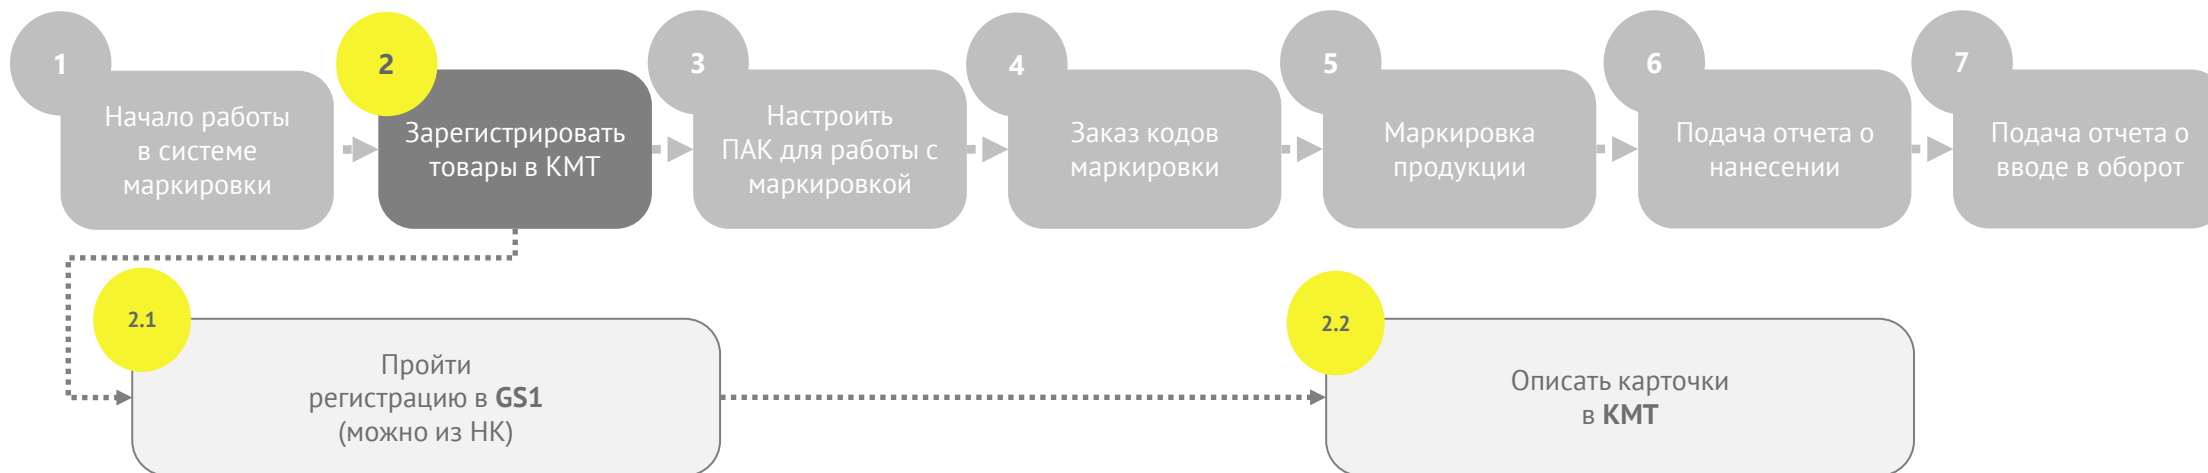 1
Начало работы
в системе
маркировки
2
Зарегистрировать
товары в КМТ
3
Настроить
ПАК для работы с
маркировкой
4
Заказ кодов
маркировки
5
Маркировка
продукции
6
Подача отчета о
нанесении
7
Подача отчета о
вводе в оборот
2.1
Пройти
регистрацию в GS1
(можно из НК)
2.2
Описать карточки
в КМТ